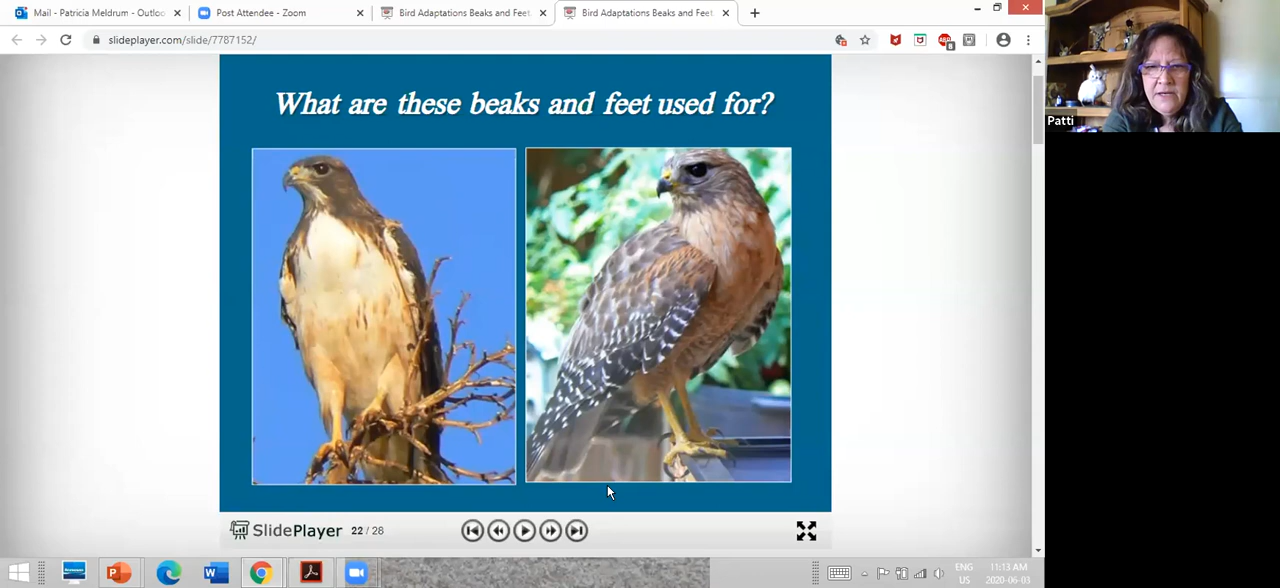 Mail - Patricia Meldrum - Outloo
Post Attendee - Zoom
Bird Adaptations Beaks and Feet
Bird Adaptations Beaks and Feet
slideplayer.com/slide/7787152/
What are these beaks and feet used for?
Patti
SlidePlayer 22 / 28
ENG
US
11:13 AM
2020-06-03